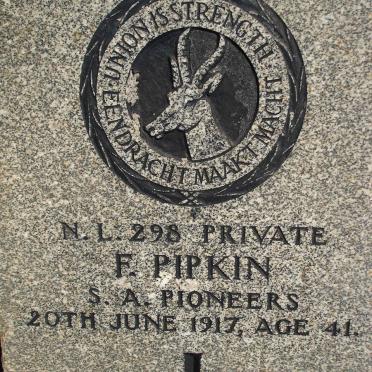 UNION IS STRENGTH
EENDRACHT MAAKT MACHT
N. L. 298 PRIVATE
F. PIPKIN
S. A. PIONEERS
20TH JUNE 1917, AGE 41.